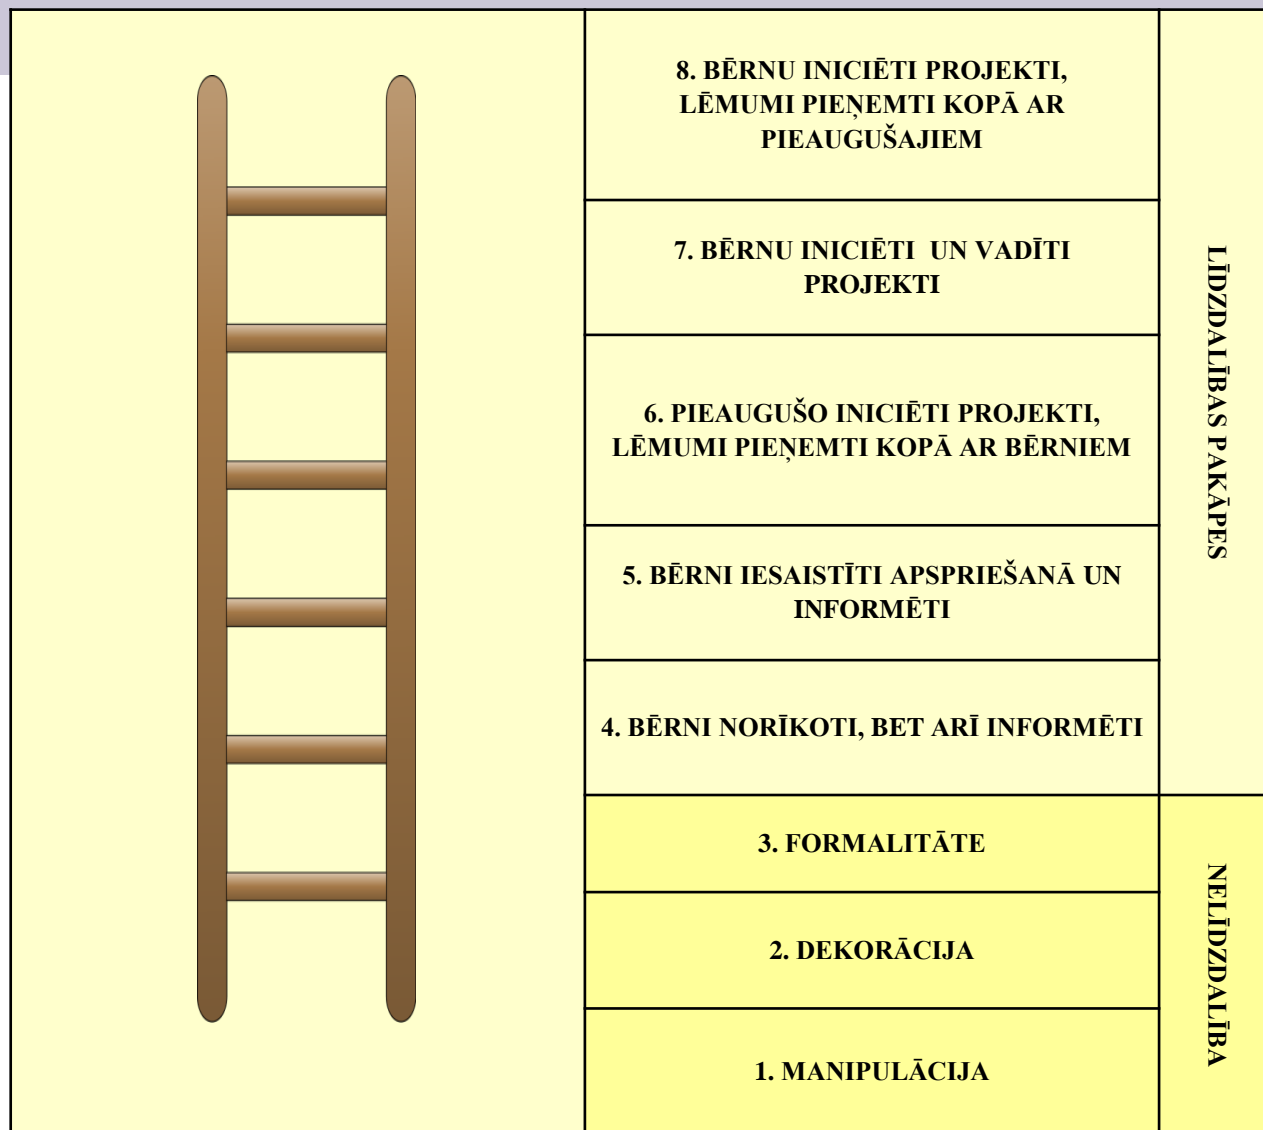 8. BĒRNU INICIĒTI PROJEKTI,
LĒMUMI PIEŅEMTI KOPĀ AR
PIEAUGUŠAJIEM
7. BĒRNU INICIĒTI  UN VADĪTI
PROJEKTI
6. PIEAUGUŠO INICIĒTI PROJEKTI,
LĒMUMI PIEŅEMTI KOPĀ AR BĒRNIEM
5. BĒRNI IESAISTĪTI APSPRIEŠANĀ UN
INFORMĒTI
4. BĒRNI NORĪKOTI, BET ARĪ INFORMĒTI
LĪDZDALĪBAS PAKĀPES
3. FORMALITĀTE
2. DEKORĀCIJA
1. MANIPULĀCIJA
NELĪDZDALĪBA